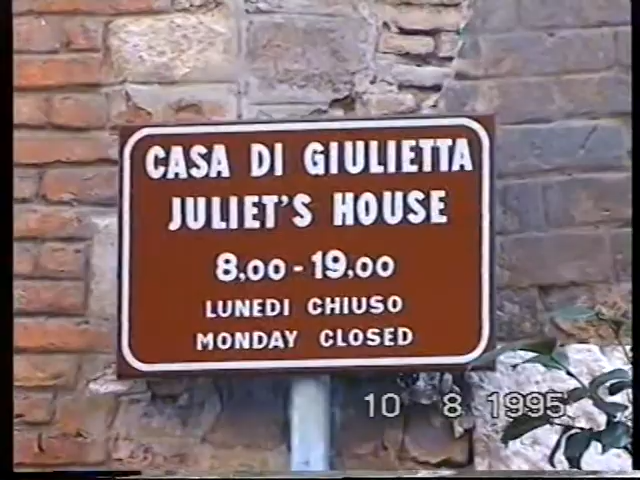 CASA DI GIULIETTA
JULIET'S HOUSE
8,00 - 19,00
LUNEDI CHIUSO
MONDAY CLOSED
10 8 1995